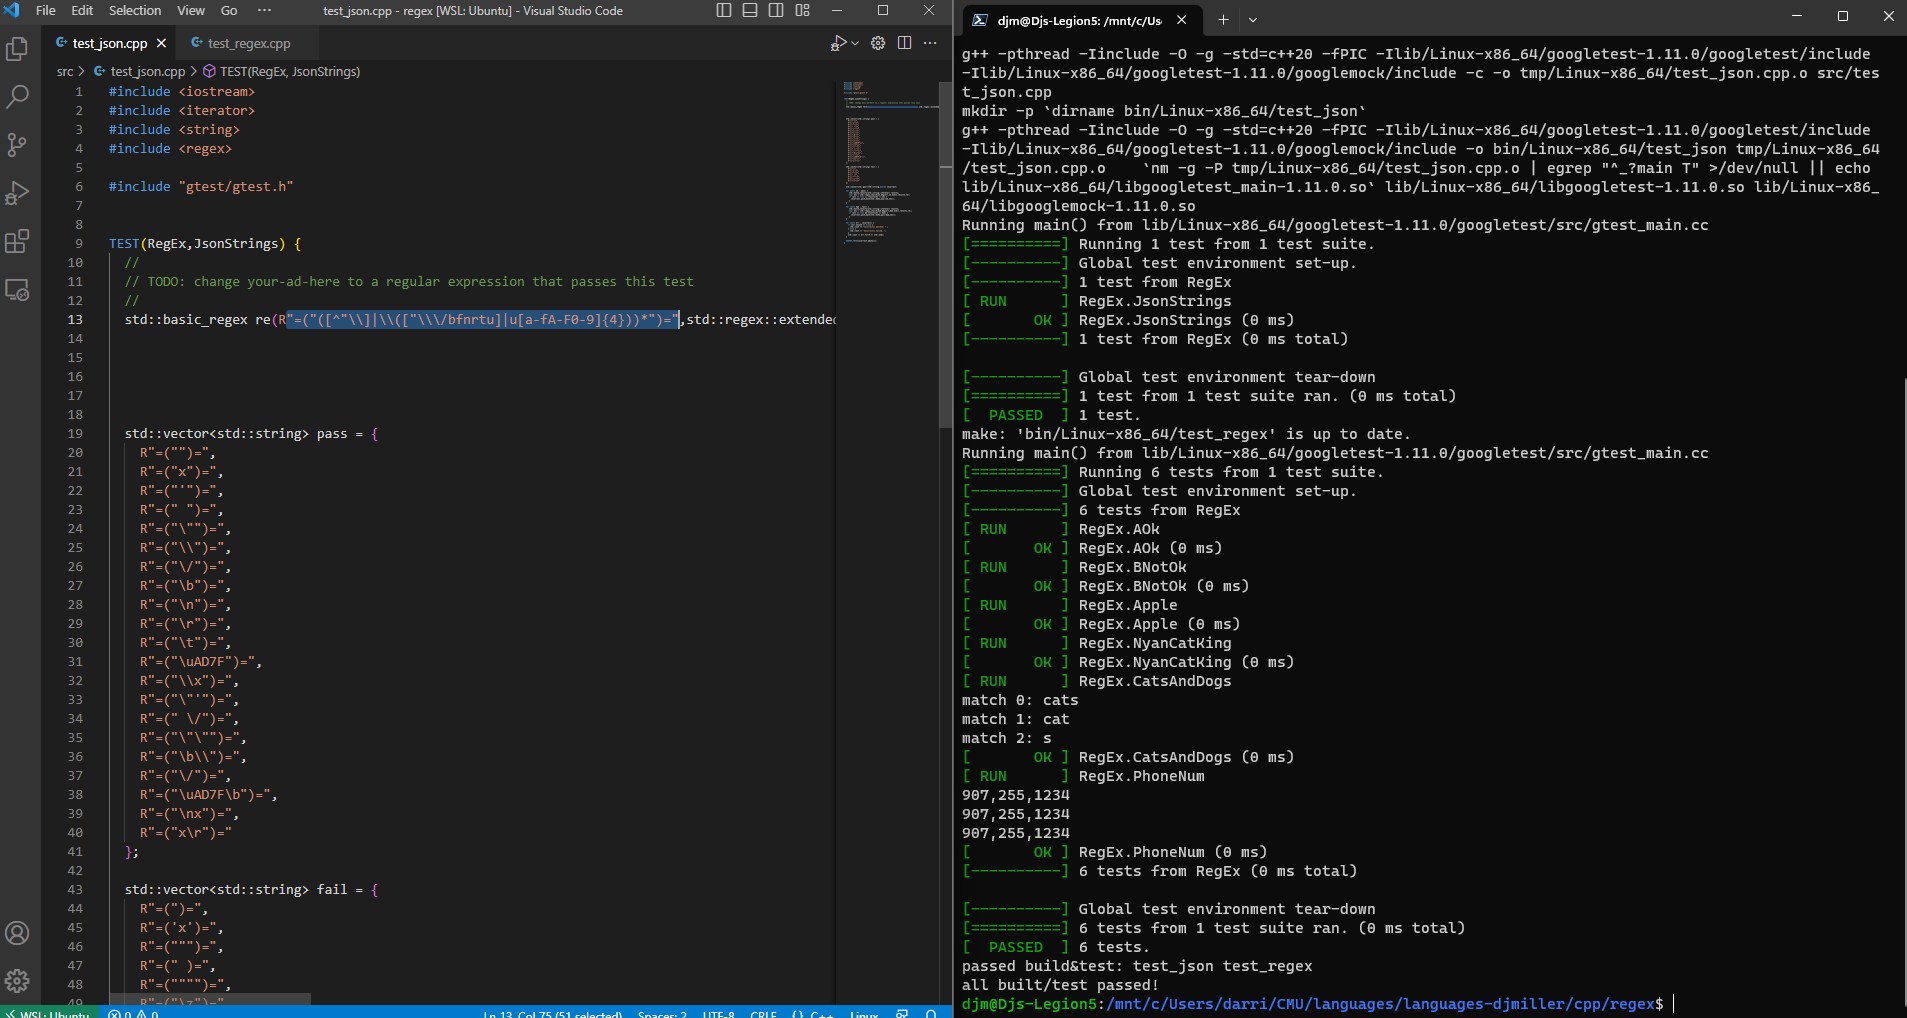 File Edit Selection View Go ··· test_json.cpp - regex [WSL: Ubuntu] - Visual Studio Code
test_json.cpp test_regex.cpp
src > test_json.cpp > TEST(RegEx, JsonStrings)
1 #include <iostream>
2 #include <iterator>
3 #include <string>
4 #include <regex>
5
6 #include "gtest/gtest.h"
7
8
9 TEST(RegEx,JsonStrings) {
10 //
11 // TODO: change your-ad-here to a regular expression that passes this test
12 //
13 std::basic_regex re(R"=("([^"\\]|\\(["\\\/bfnrtu]|u[a-fA-F0-9]{4}))*")=",std::regex::extended
14
15
16
17
18
19 std::vector<std::string> pass = {
20 R"=("")=",
21 R"=("x")=",
22 R"=("'")=",
23 R"=(" ")=",
24 R"=("\"")=",
25 R"=("\\")=",
26 R"=("\/")=",
27 R"=("\b")=",
28 R"=("\n")=",
29 R"=("\r")=",
30 R"=("\t")=",
31 R"=("\uAD7F")=",
32 R"=("\\x")=",
33 R"=("\"'")=",
34 R"=(" \/")=",
35 R"=("\"\"")=",
36 R"=("\b\\")=",
37 R"=("\/")=",
38 R"=("\uAD7F\b")=",
39 R"=("\nx")=",
40 R"=("x\r")="
41 };
42
43 std::vector<std::string> fail = {
44 R"=(")=",
45 R"=('x')=",
46 R"=(""")=",
47 R"=(" )=",
48 R"=("""")=",
49 R"=("\z")="
WSL: Ubuntu 0 0 Ln 13, Col 75 (51 selected) Spaces: 2 UTF-8 CRLF {} C++ Linux
djm@Djs-Legion5: /mnt/c/Us
g++ -pthread -Iinclude -O -g -std=c++20 -fPIC -Ilib/Linux-x86_64/googletest-1.11.0/googletest/include
-Ilib/Linux-x86_64/googletest-1.11.0/googlemock/include -c -o tmp/Linux-x86_64/test_json.cpp.o src/tes
t_json.cpp
mkdir -p `dirname bin/Linux-x86_64/test_json`
g++ -pthread -Iinclude -O -g -std=c++20 -fPIC -Ilib/Linux-x86_64/googletest-1.11.0/googletest/include
-Ilib/Linux-x86_64/googletest-1.11.0/googlemock/include -o bin/Linux-x86_64/test_json tmp/Linux-x86_64
/test_json.cpp.o `nm -g -P tmp/Linux-x86_64/test_json.cpp.o | egrep "^_?main T" >/dev/null || echo
lib/Linux-x86_64/libgoogletest_main-1.11.0.so` lib/Linux-x86_64/libgoogletest-1.11.0.so lib/Linux-x86_
64/libgooglemock-1.11.0.so
Running main() from lib/Linux-x86_64/googletest-1.11.0/googletest/src/gtest_main.cc
[==========] Running 1 test from 1 test suite.
[----------] Global test environment set-up.
[----------] 1 test from RegEx
[ RUN      ] RegEx.JsonStrings
[       OK ] RegEx.JsonStrings (0 ms)
[----------] 1 test from RegEx (0 ms total)
[----------] Global test environment tear-down
[==========] 1 test from 1 test suite ran. (0 ms total)
[  PASSED  ] 1 test.
make: 'bin/Linux-x86_64/test_regex' is up to date.
Running main() from lib/Linux-x86_64/googletest-1.11.0/googletest/src/gtest_main.cc
[==========] Running 6 tests from 1 test suite.
[----------] Global test environment set-up.
[----------] 6 tests from RegEx
[ RUN      ] RegEx.AOk
[       OK ] RegEx.AOk (0 ms)
[ RUN      ] RegEx.BNotOk
[       OK ] RegEx.BNotOk (0 ms)
[ RUN      ] RegEx.Apple
[       OK ] RegEx.Apple (0 ms)
[ RUN      ] RegEx.NyanCatKing
[       OK ] RegEx.NyanCatKing (0 ms)
[ RUN      ] RegEx.CatsAndDogs
match 0: cats
match 1: cat
match 2: s
[       OK ] RegEx.CatsAndDogs (0 ms)
[ RUN      ] RegEx.PhoneNum
907,255,1234
907,255,1234
907,255,1234
[       OK ] RegEx.PhoneNum (0 ms)
[----------] 6 tests from RegEx (0 ms total)
[----------] Global test environment tear-down
[==========] 6 tests from 1 test suite ran. (0 ms total)
[  PASSED  ] 6 tests.
passed build&test: test_json test_regex
all built/test passed!
djm@Djs-Legion5:/mnt/c/Users/darri/CMU/languages/languages-djmiller/cpp/regex$